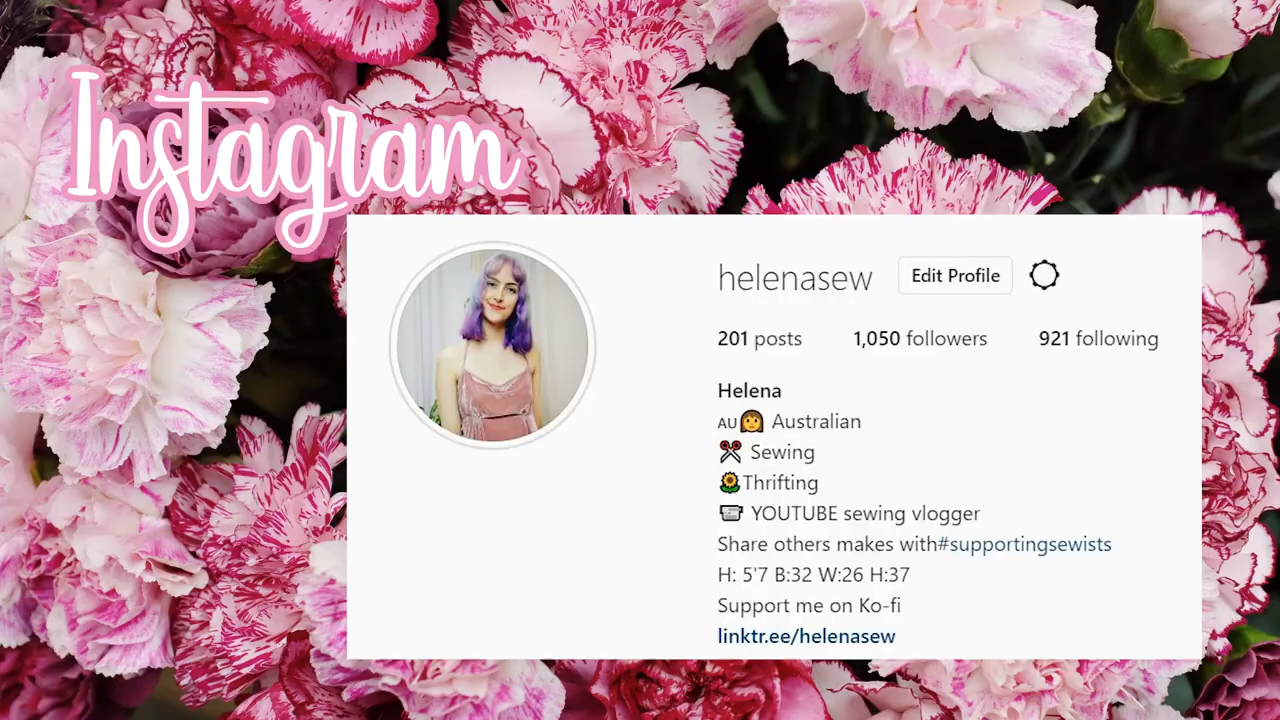 Instagram
helenasew Edit Profile
201 posts 1,050 followers 921 following
Helena
AU Australian
Sewing
Thrifting
YOUTUBE sewing vlogger
Share others makes with#supportingsewists
H: 5'7 B:32 W:26 H:37
Support me on Ko-fi
linktr.ee/helenasew